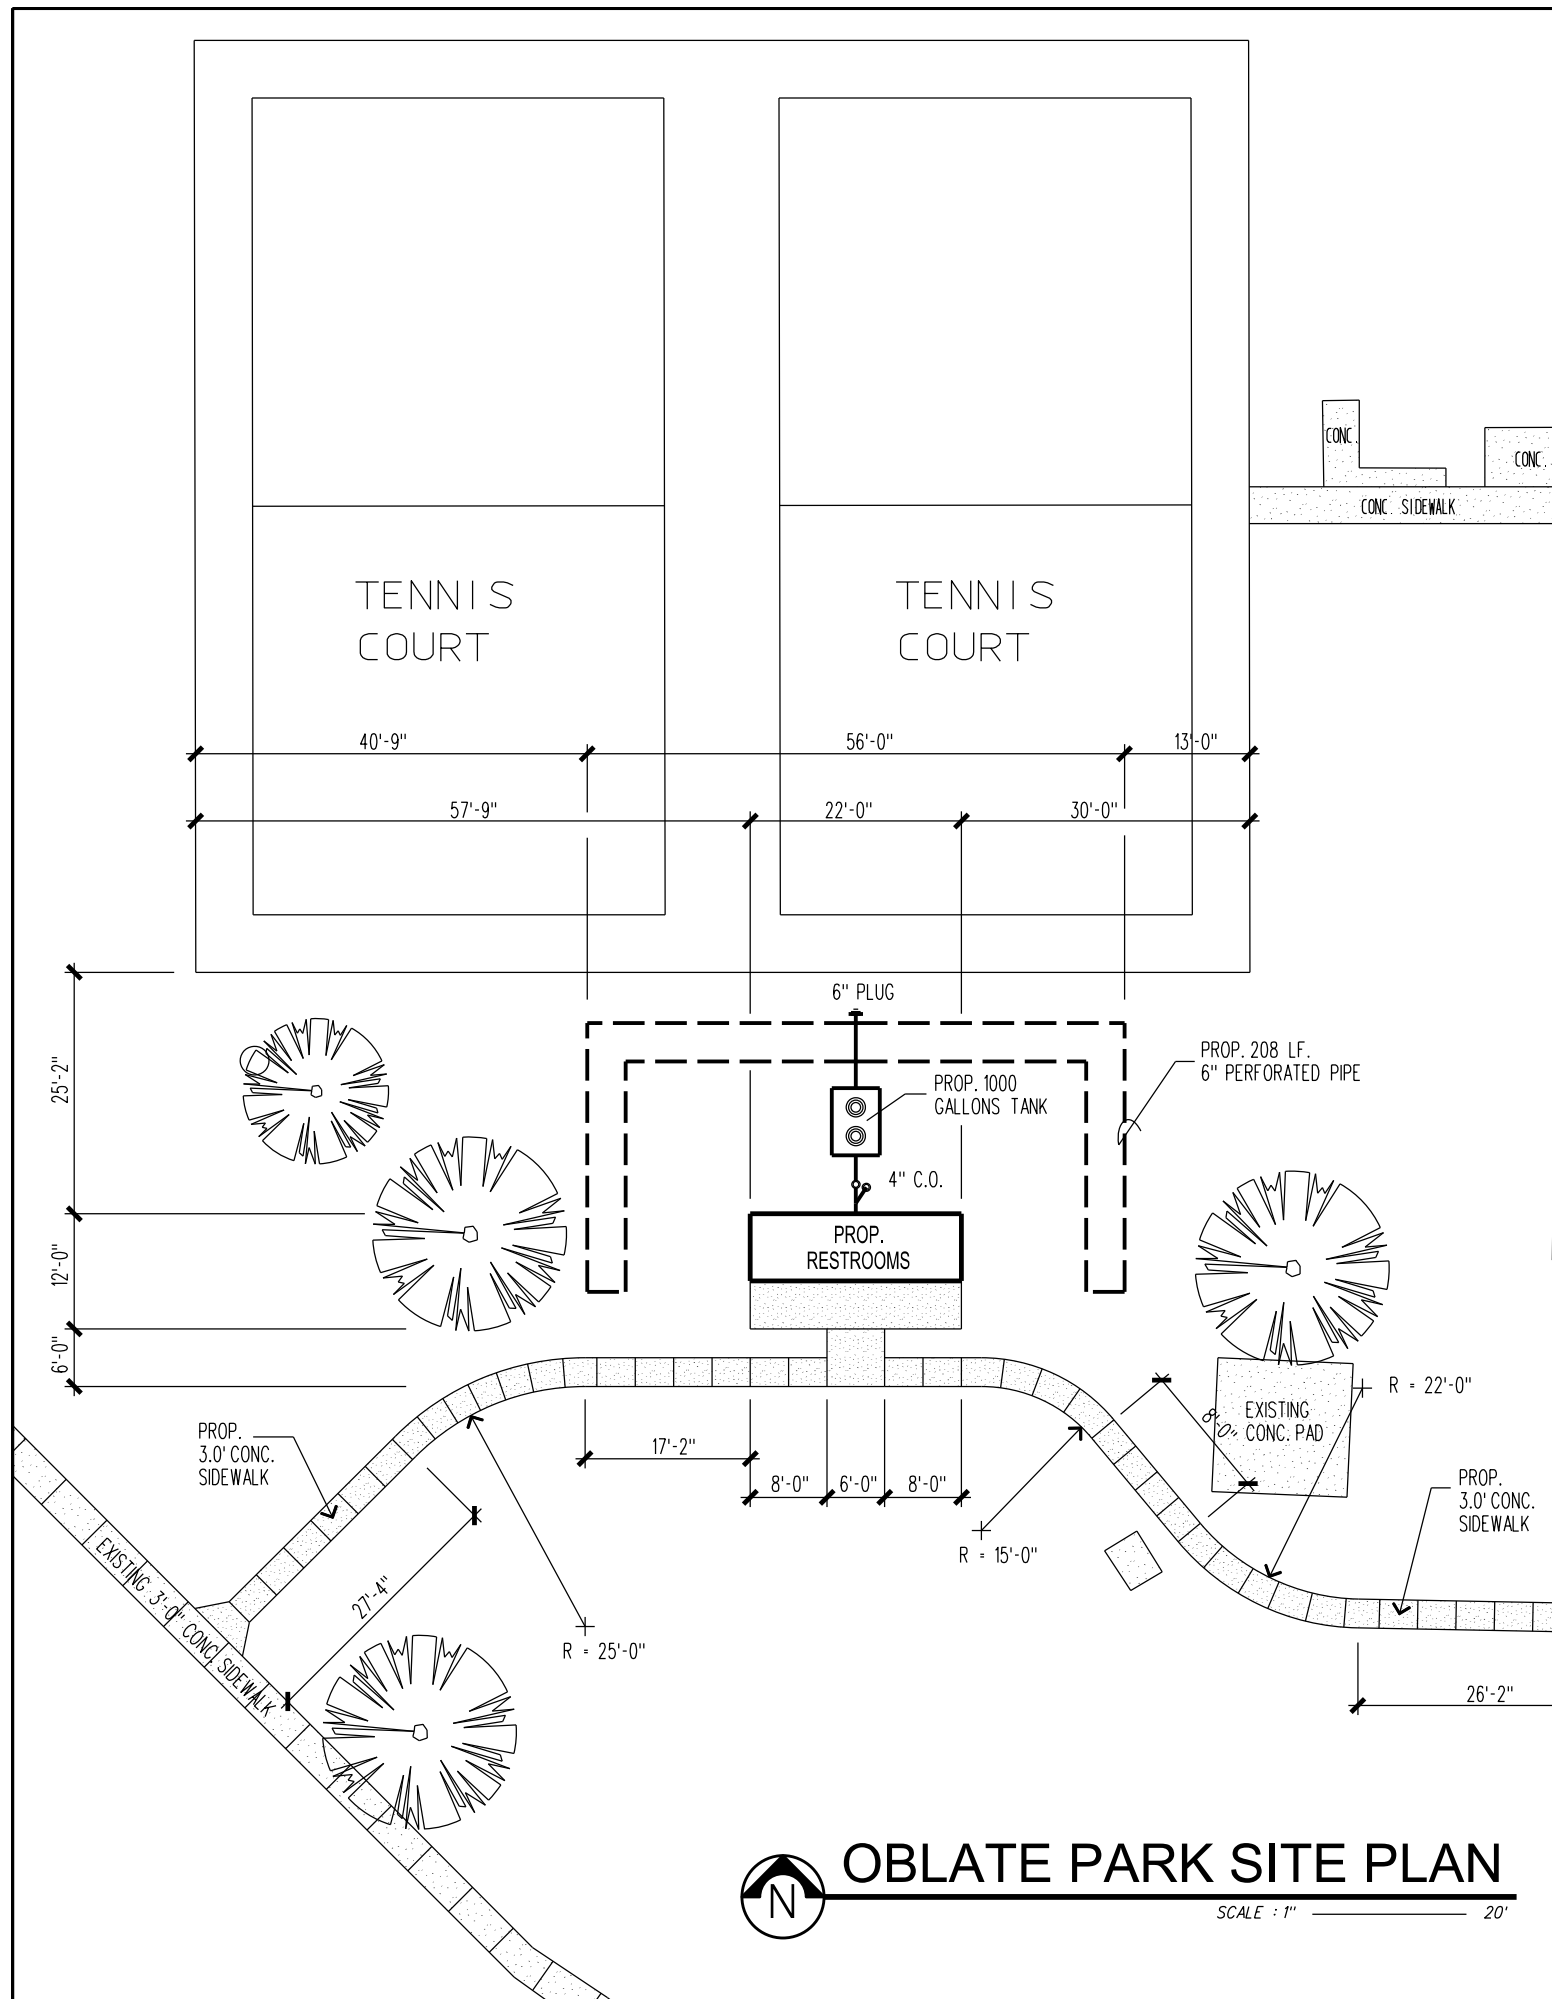 CONC.
CONC.
CONC. SIDEWALK
TENNIS
COURT
TENNIS
COURT
40'-9"
56'-0"
13'-0"
57'-9"
22'-0"
30'-0"
6" PLUG
25'-2"
PROP. 208 LF.
6" PERFORATED PIPE
PROP. 1000
GALLONS TANK
4" C.O.
PROP.
RESTROOMS
12'-0"
6'-0"
R = 22'-0"
EXISTING
CONC. PAD
8'-0"
PROP.
3.0' CONC.
SIDEWALK
17'-2"
8'-0"
6'-0"
8'-0"
PROP.
3.0' CONC.
SIDEWALK
R = 15'-0"
EXISTING 3'-0" CONC. SIDEWALK
27'-4"
R = 25'-0"
26'-2"
OBLATE PARK SITE PLAN
N
SCALE : 1" 20'